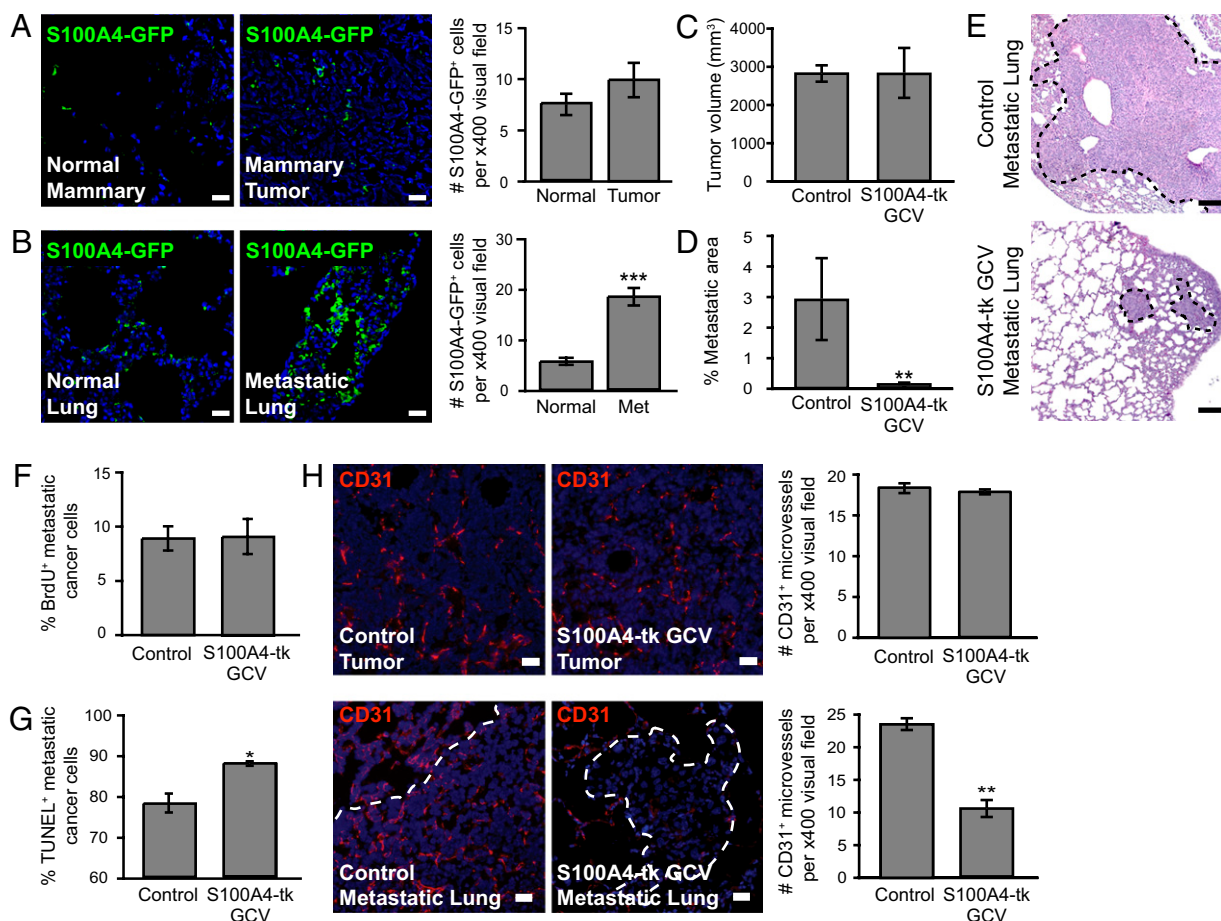 A
S100A4-GFP
S100A4-GFP
Normal
Mammary
Mammary
Tumor
# S100A4-GFP+ cells
per x400 visual field
15
10
5
0
Normal
Tumor
B
S100A4-GFP
S100A4-GFP
Normal
Lung
Metastatic
Lung
# S100A4-GFP+ cells
per x400 visual field
30
20
10
0
***
Normal
Met
C
Tumor volume (mm3)
4000
3000
2000
1000
0
Control
S100A4-tk
GCV
D
% Metastatic area
5
4
3
2
1
0
**
Control
S100A4-tk
GCV
E
Control
Metastatic Lung
S100A4-tk GCV
Metastatic Lung
F
% BrdU+ metastatic
cancer cells
15
10
5
10
Control
S100A4-tk
GCV
G
% TUNEL+ metastatic
cancer cells
100
90
80
70
60
*
Control
S100A4-tk
GCV
H
CD31
CD31
Control
Tumor
S100A4-tk GCV
Tumor
# CD31+ microvessels
per x400 visual field
20
15
10
5
0
Control
S100A4-tk
GCV
CD31
CD31
Control
Metastatic Lung
S100A4-tk GCV
Metastatic Lung
# CD31+ microvessels
per x400 visual field
25
20
15
10
5
0
**
Control
S100A4-tk
GCV